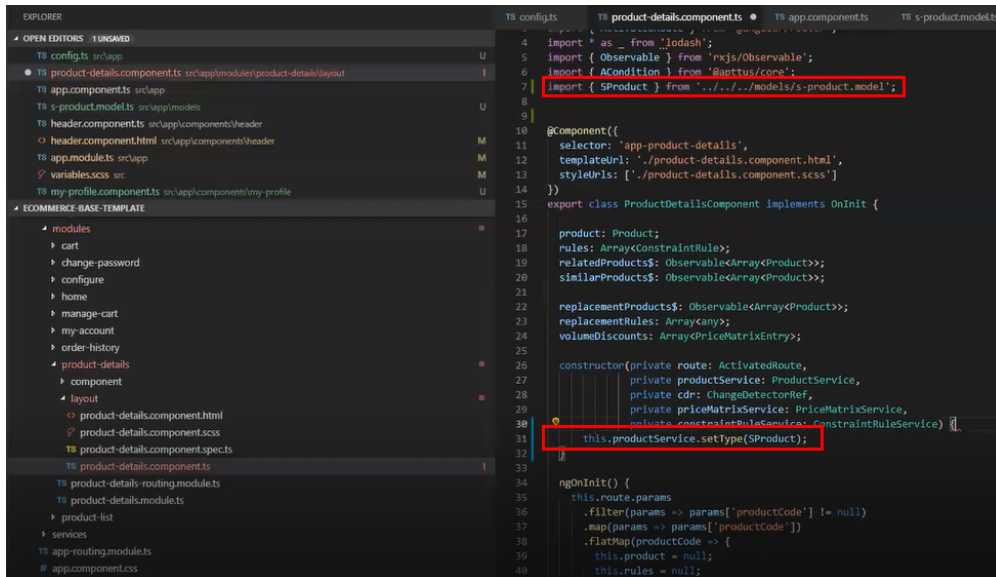 EXPLORER
OPEN EDITORS 1 UNSAVED
TS config.ts src\app U
TS product-details.component.ts src\app\modules\product-details\layout 1
TS app.component.ts src\app
TS s-product.model.ts src\app\models U
TS header.component.ts src\app\components\header
<> header.component.html src\app\components\header M
TS app.module.ts src\app M
variables.scss src M
TS my-profile.component.ts src\app\components\my-profile U
ECOMMERCE-BASE-TEMPLATE
modules
cart
change-password
configure
home
manage-cart
my-account
order-history
product-details
component
layout
<> product-details.component.html
product-details.component.scss
TS product-details.component.spec.ts
TS product-details.component.ts 1
TS product-details-routing.module.ts
TS product-details.module.ts
product-list
services
TS app-routing.module.ts
# app.component.css
TS config.ts TS product-details.component.ts TS app.component.ts TS s-product.model.ts
3 import { ActivatedRoute } from '@angular/router';
4 import * as _ from 'lodash';
5 import { Observable } from 'rxjs/Observable';
6 import { ACondition } from '@apttus/core';
7 import { SProduct } from '../../../models/s-product.model';
8
9
10 @Component({
11 selector: 'app-product-details',
12 templateUrl: './product-details.component.html',
13 styleUrls: ['./product-details.component.scss']
14 })
15 export class ProductDetailsComponent implements OnInit {
16
17 product: Product;
18 rules: Array<ConstraintRule>;
19 relatedProducts$: Observable<Array<Product>>;
20 similarProducts$: Observable<Array<Product>>;
21
22 replacementProducts$: Observable<Array<Product>>;
23 replacementRules: Array<any>;
24 volumeDiscounts: Array<PriceMatrixEntry>;
25
26 constructor(private route: ActivatedRoute,
27 private productService: ProductService,
28 private cdr: ChangeDetectorRef,
29 private priceMatrixService: PriceMatrixService,
30 private constraintRuleService: ConstraintRuleService) {
31 this.productService.setType(SProduct);
32 }
33
34 ngOnInit() {
35 this.route.params
36 .filter(params => params['productCode'] != null)
37 .map(params => params['productCode'])
38 .flatMap(productCode => {
39 this.product = null;
40 this.rules = null;